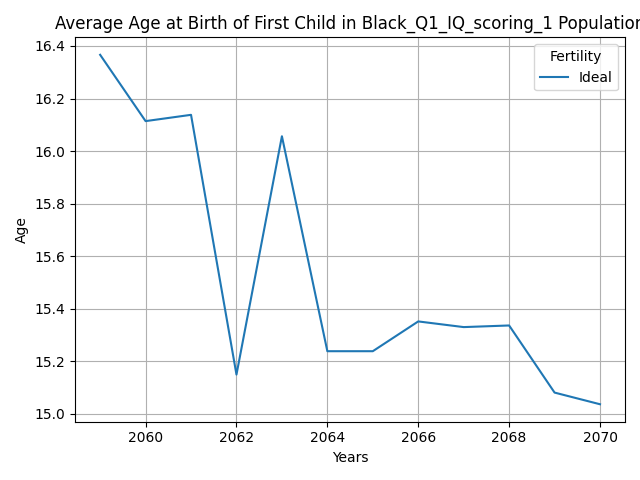 Average Age at Birth of First Child in Black_Q1_IQ_scoring_1 Population
Fertility
Ideal
16.4
16.2
16.0
15.8
15.6
15.4
15.2
15.0
Age
2060 2062 2064 2066 2068 2070
Years